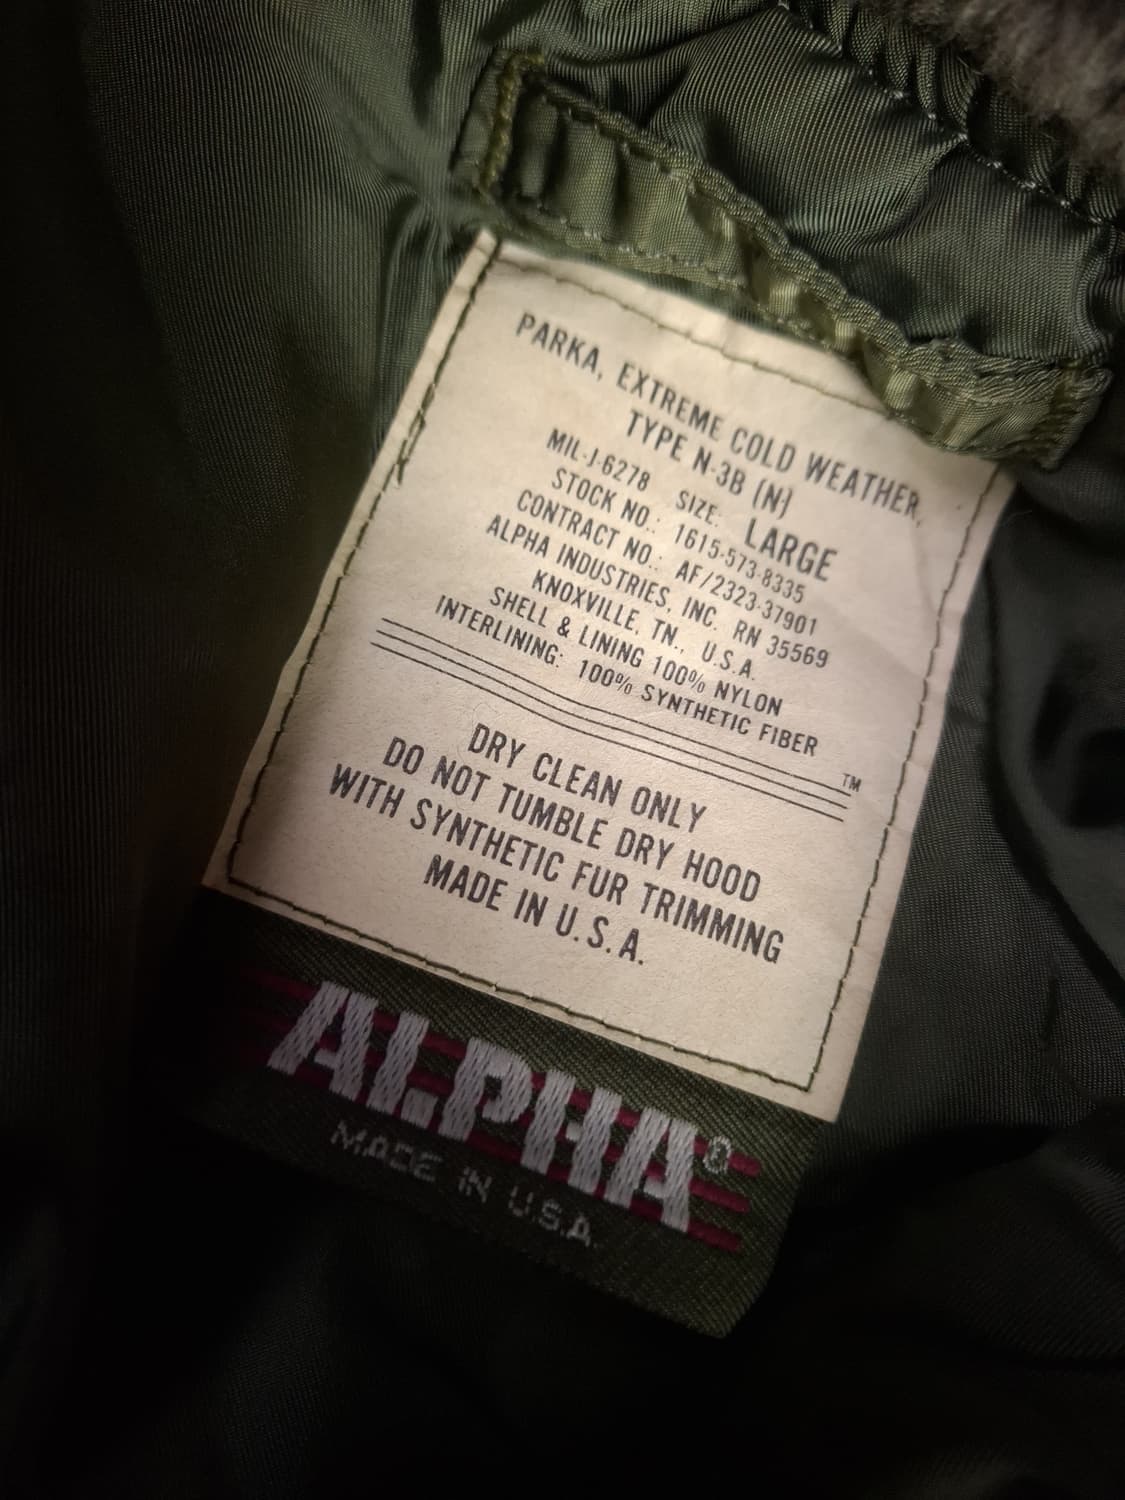 PARKA, EXTREME COLD WEATHER,
TYPE N-3B (N)
MIL-J-6278 SIZE: LARGE
STOCK NO.: 1615-573-8335
CONTRACT NO.: AF/2323-37901
ALPHA INDUSTRIES, INC. RN 35569
KNOXVILLE, TN., U.S.A.
SHELL & LINING 100% NYLON
INTERLINING: 100% SYNTHETIC FIBER
TM
DRY CLEAN ONLY
DO NOT TUMBLE DRY HOOD
WITH SYNTHETIC FUR TRIMMING
MADE IN U.S.A.
ALPHA®
MADE IN U.S.A.